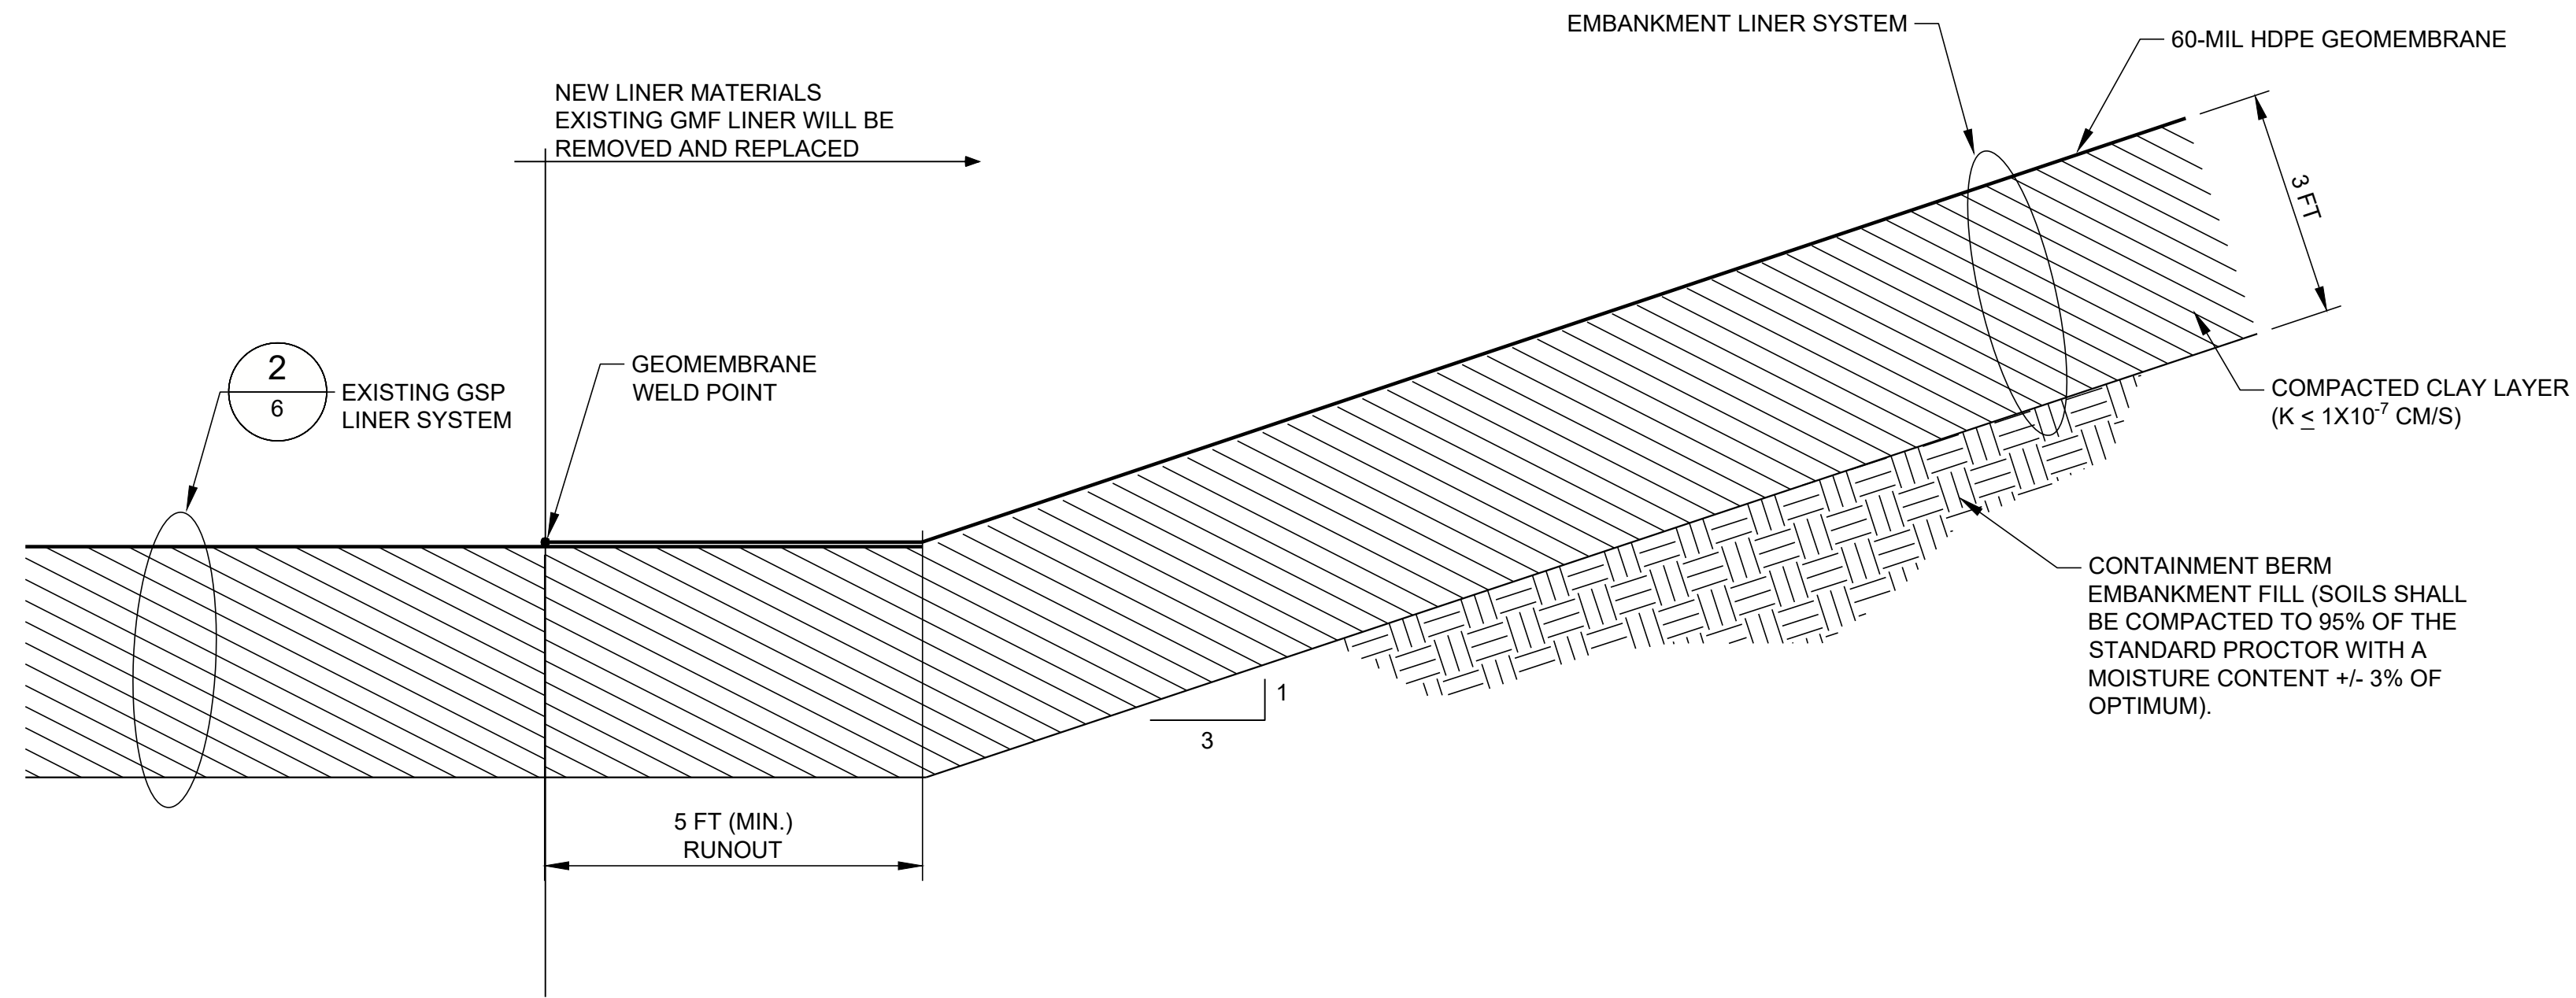 EMBANKMENT LINER SYSTEM
60-MIL HDPE GEOMEMBRANE
NEW LINER MATERIALS
EXISTING GMF LINER WILL BE
REMOVED AND REPLACED
3 FT
2
6
EXISTING GSP
LINER SYSTEM
GEOMEMBRANE
WELD POINT
COMPACTED CLAY LAYER
(K ≤ 1X10⁻⁷ CM/S)
CONTAINMENT BERM
EMBANKMENT FILL (SOILS SHALL
BE COMPACTED TO 95% OF THE
STANDARD PROCTOR WITH A
MOISTURE CONTENT +/- 3% OF
OPTIMUM).
1
3
5 FT (MIN.)
RUNOUT